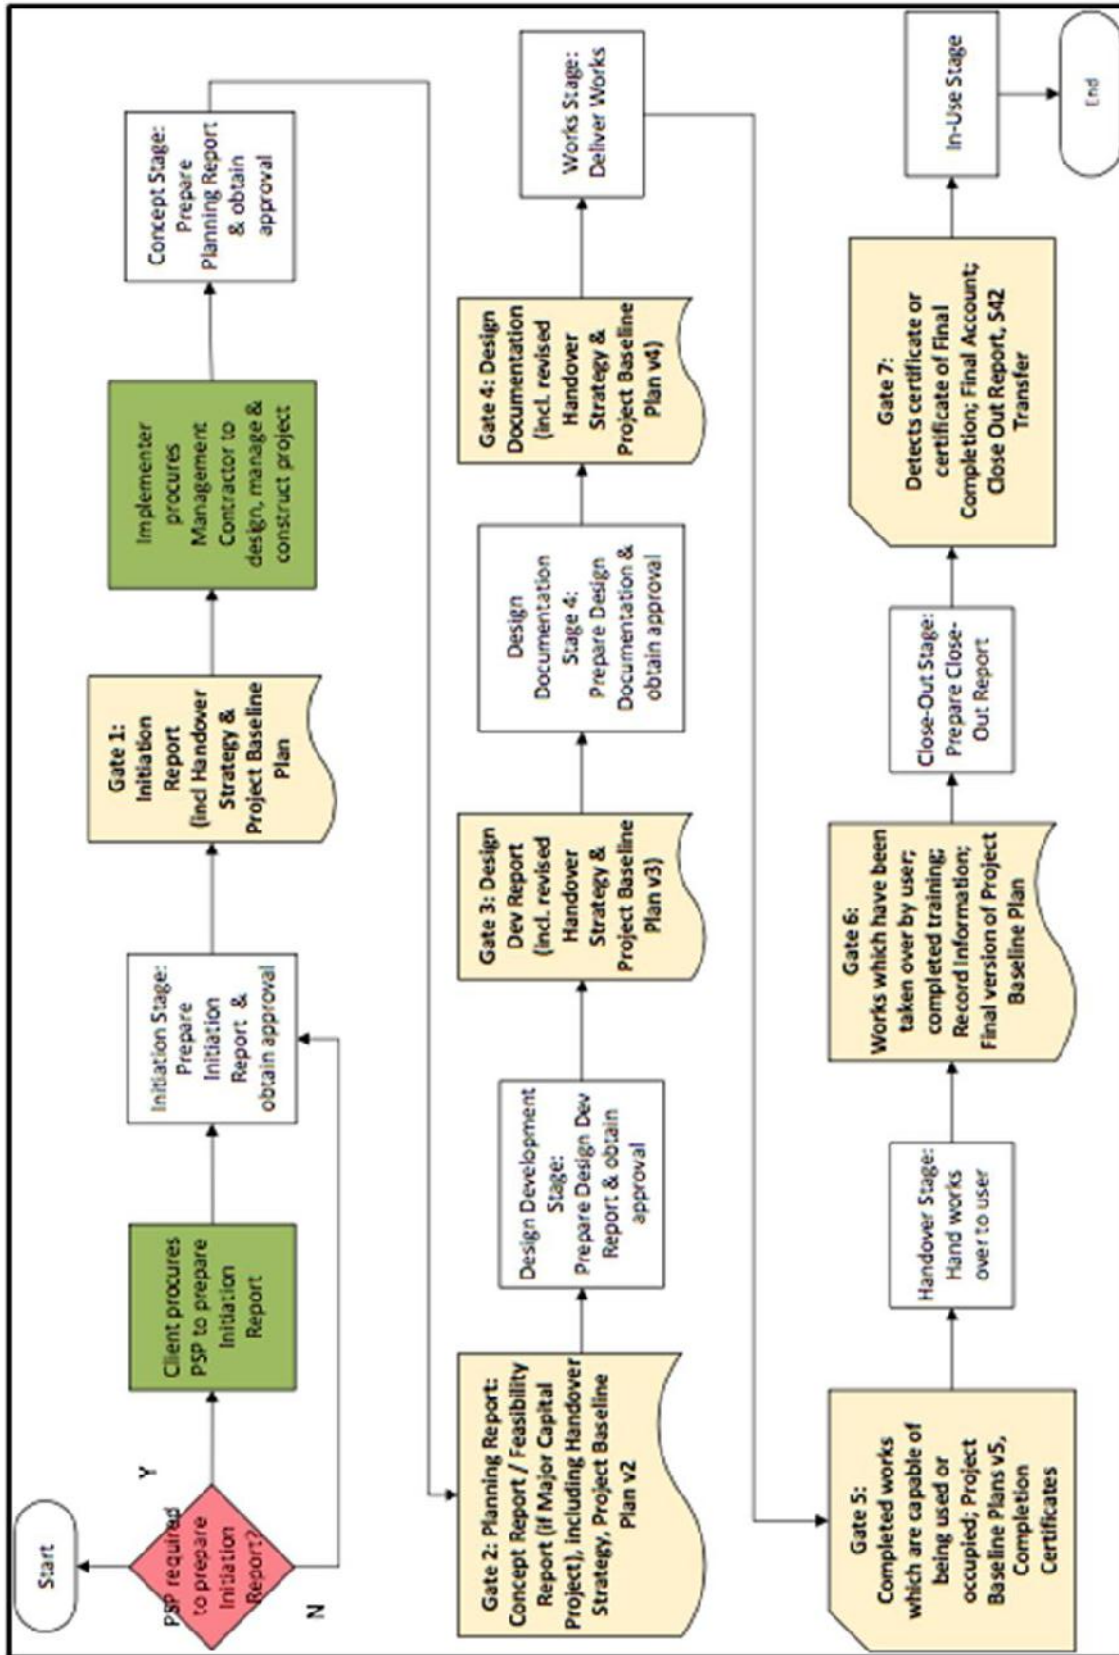 Start
PSP required
to prepare
Initiation
Report?
Y
N
Client procures
PSP to prepare
Initiation
Report
Initiation Stage:
Prepare
Initiation
Report &
obtain approval
Gate 1:
Initiation
Report
(incl Handover
Strategy &
Project Baseline
Plan
Implementer
procures
Management
Contractor to
design, manage &
construct project
Concept Stage:
Prepare
Planning Report
& obtain
approval
Gate 2: Planning Report:
Concept Report / Feasibility
Report (if Major Capital
Project), including Handover
Strategy, Project Baseline
Plan v2
Design Development
Stage:
Prepare Design Dev
Report & obtain
approval
Gate 3: Design
Dev Report
(incl. revised
Handover
Strategy &
Project Baseline
Plan v3)
Design
Documentation
Stage 4:
Prepare Design
Documentation &
obtain approval
Gate 4: Design
Documentation
(incl. revised
Handover
Strategy &
Project Baseline
Plan v4)
Works Stage:
Deliver Works
Gate 5:
Completed works
which are capable of
being used or
occupied; Project
Baseline Plans v5,
Completion
Certificates
Handover Stage:
Hand works
over to user
Gate 6:
Works which have been
taken over by user;
completed training;
Record Information;
Final version of Project
Baseline Plan
Close-Out Stage:
Prepare Close-
Out Report
Gate 7:
Detects certificate or
certificate of Final
Completion; Final Account;
Close Out Report, S42
Transfer
In-Use Stage
End